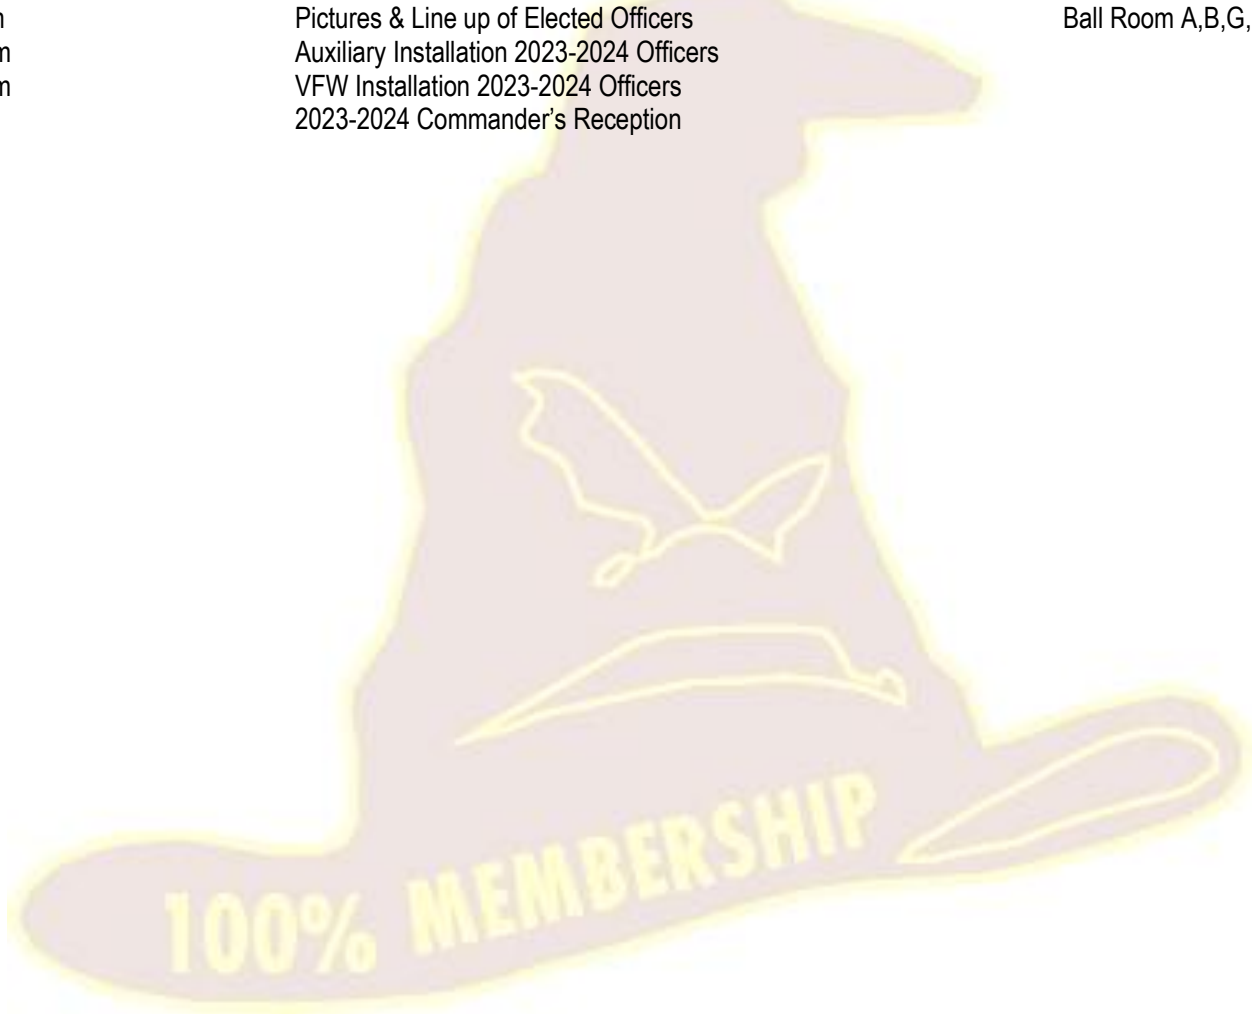 Pictures & Line up of Elected Officers Ball Room A,B,G,
Auxiliary Installation 2023-2024 Officers
VFW Installation 2023-2024 Officers
2023-2024 Commander’s Reception
100% MEMBERSHIP